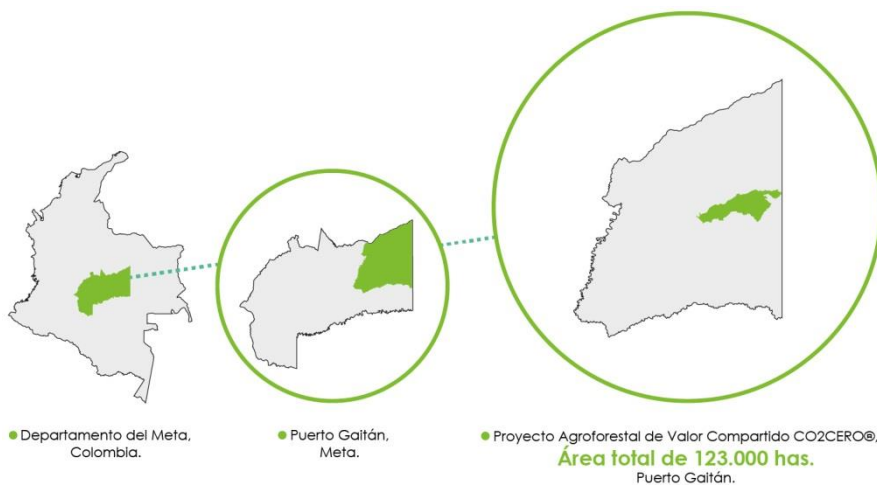 Departamento del Meta,
Colombia.
Puerto Gaitán,
Meta.
Proyecto Agroforestal de Valor Compartido CO2CERO®,
Área total de 123.000 has.
Puerto Gaitán.